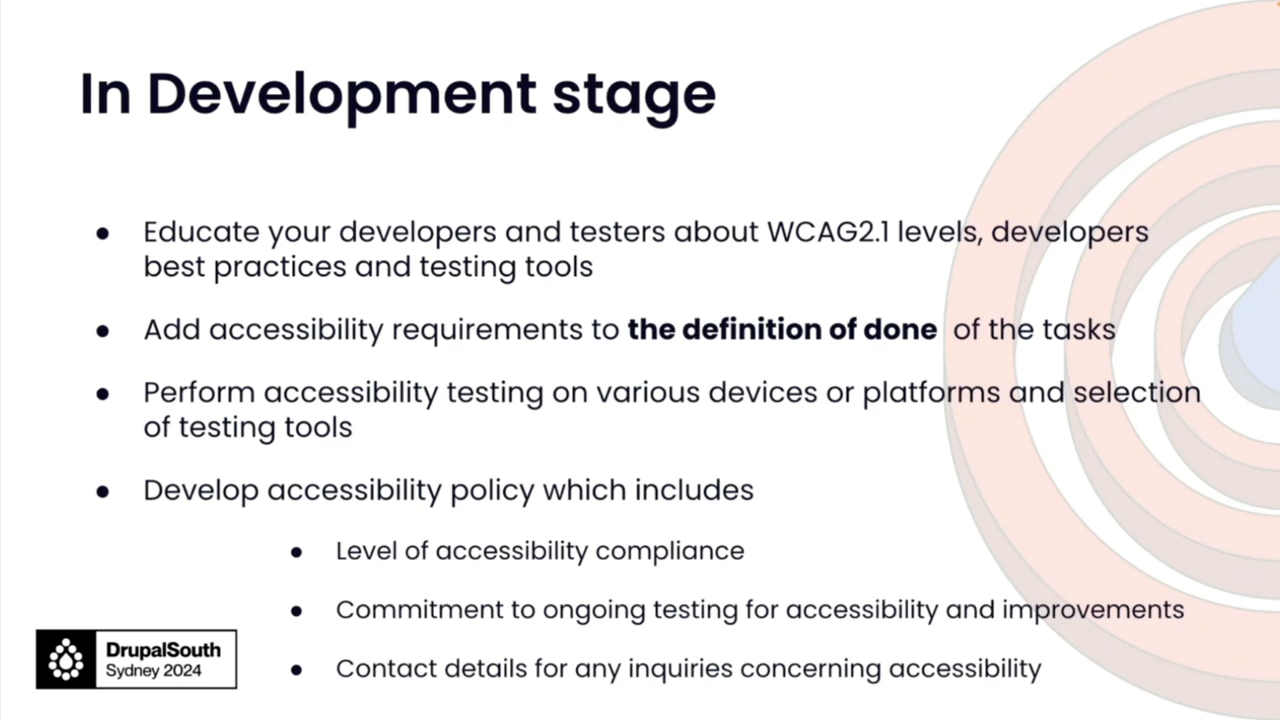 In Development stage
● Educate your developers and testers about WCAG2.1 levels, developers
best practices and testing tools
● Add accessibility requirements to the definition of done of the tasks
● Perform accessibility testing on various devices or platforms and selection
of testing tools
● Develop accessibility policy which includes
● Level of accessibility compliance
● Commitment to ongoing testing for accessibility and improvements
● Contact details for any inquiries concerning accessibility
DrupalSouth
Sydney 2024